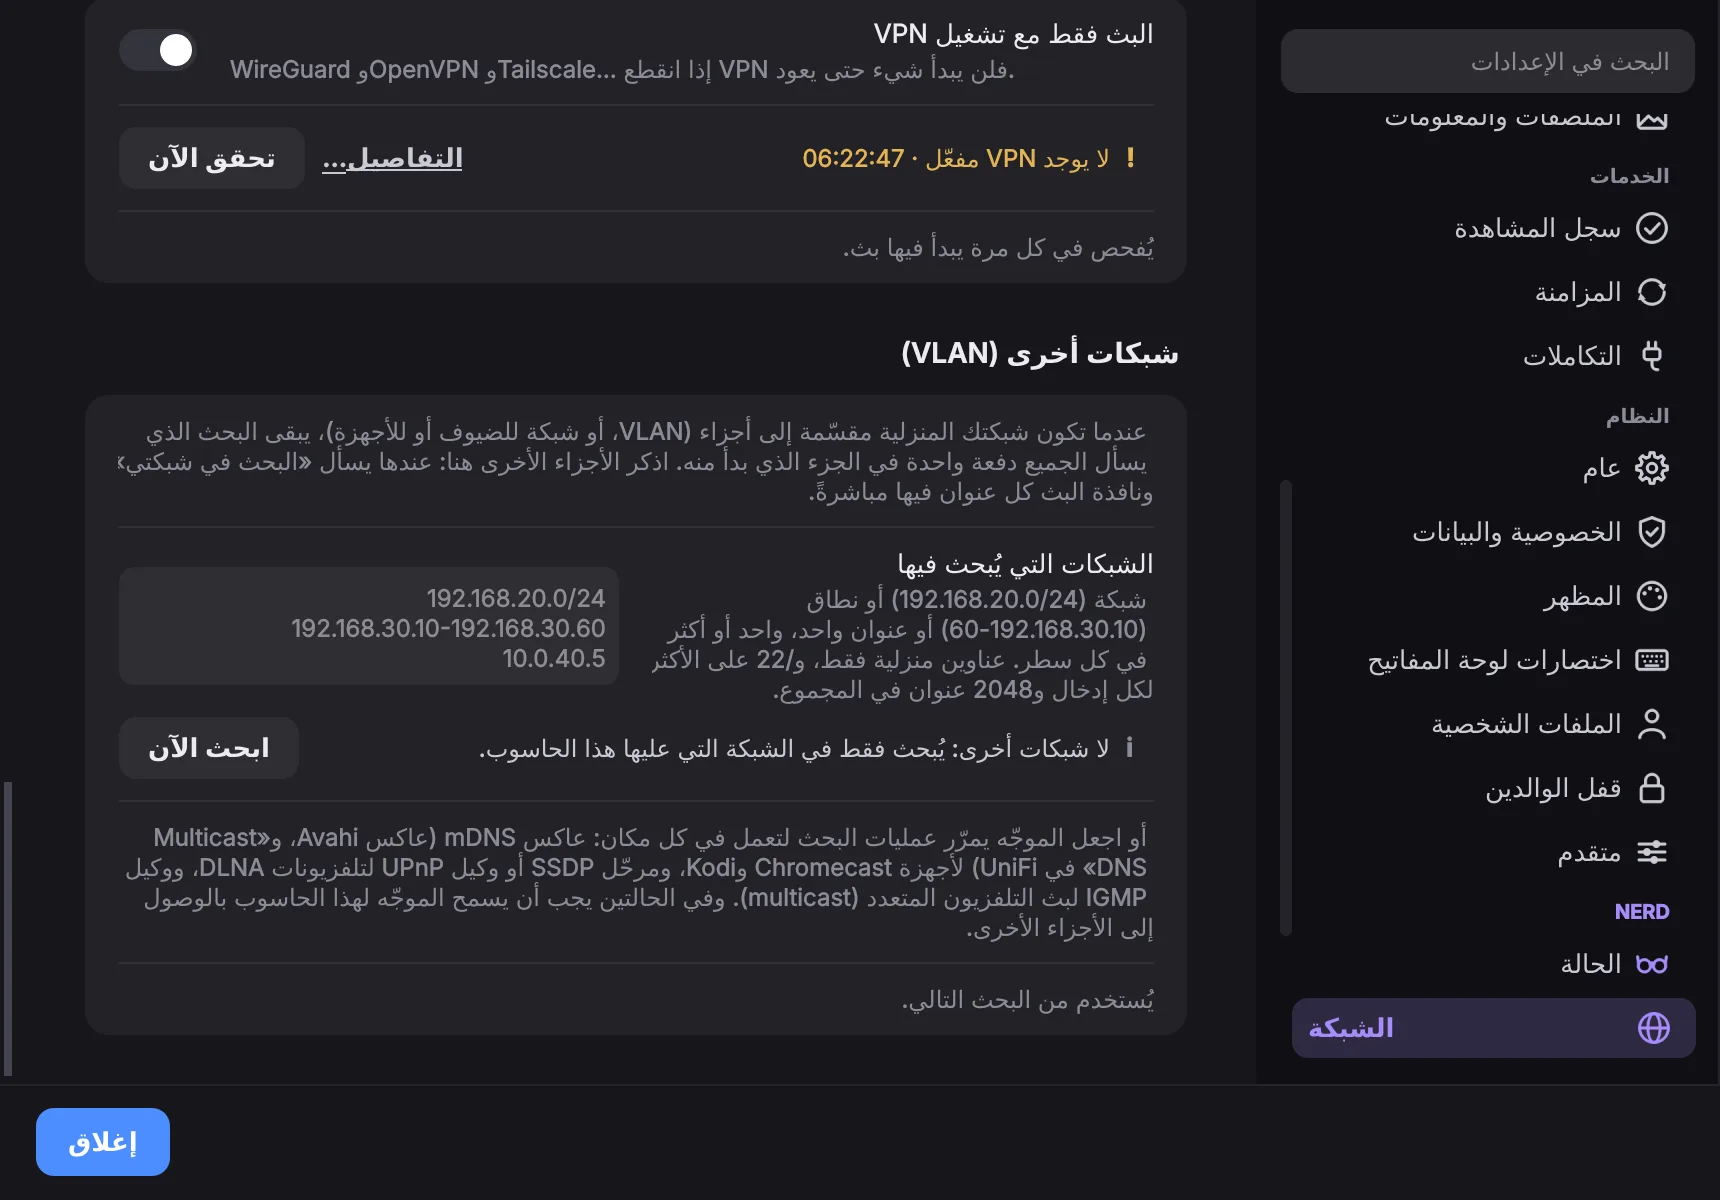 البحث في الإعدادات
الملصقات والمعلومات
الخدمات
سجل المشاهدة
المزامنة
التكاملات
النظام
عام
الخصوصية والبيانات
المظهر
اختصارات لوحة المفاتيح
الملفات الشخصية
قفل الوالدين
متقدم
NERD
الحالة
الشبكة
البث فقط مع تشغيل VPN
WireGuard وOpenVPN وTailscale... إذا انقطع VPN فلن يبدأ شيء حتى يعود.
! لا يوجد VPN مفعّل · 06:22:47
التفاصيل...
تحقق الآن
يُفحص في كل مرة يبدأ فيها بث.
شبكات أخرى (VLAN)
عندما تكون شبكتك المنزلية مقسّمة إلى أجزاء (VLAN، أو شبكة للضيوف أو للأجهزة)، يبقى البحث الذي
يسأل الجميع دفعة واحدة في الجزء الذي بدأ منه. اذكر الأجزاء الأخرى هنا: عندها يسأل «البحث في شبكتي»
ونافذة البث كل عنوان فيها مباشرةً.
الشبكات التي يُبحث فيها
شبكة (192.168.20.0/24) أو نطاق
(192.168.30.10-60) أو عنوان واحد، واحد أو أكثر
في كل سطر. عناوين منزلية فقط، و/22 على الأكثر
لكل إدخال و2048 عنوان في المجموع.
192.168.20.0/24
192.168.30.10-192.168.30.60
10.0.40.5
لا شبكات أخرى: يُبحث فقط في الشبكة التي عليها هذا الحاسوب.
ابحث الآن
أو اجعل الموجّه يمرّر عمليات البحث لتعمل في كل مكان: عاكس mDNS (عاكس Avahi، و«Multicast
DNS» في UniFi) لأجهزة Chromecast وKodi، ومرحّل SSDP أو وكيل UPnP لتلفزيونات DLNA، ووكيل
IGMP لبث التلفزيون المتعدد (multicast). وفي الحالتين يجب أن يسمح الموجّه لهذا الحاسوب بالوصول
إلى الأجزاء الأخرى.
يُستخدم من البحث التالي.
إغلاق